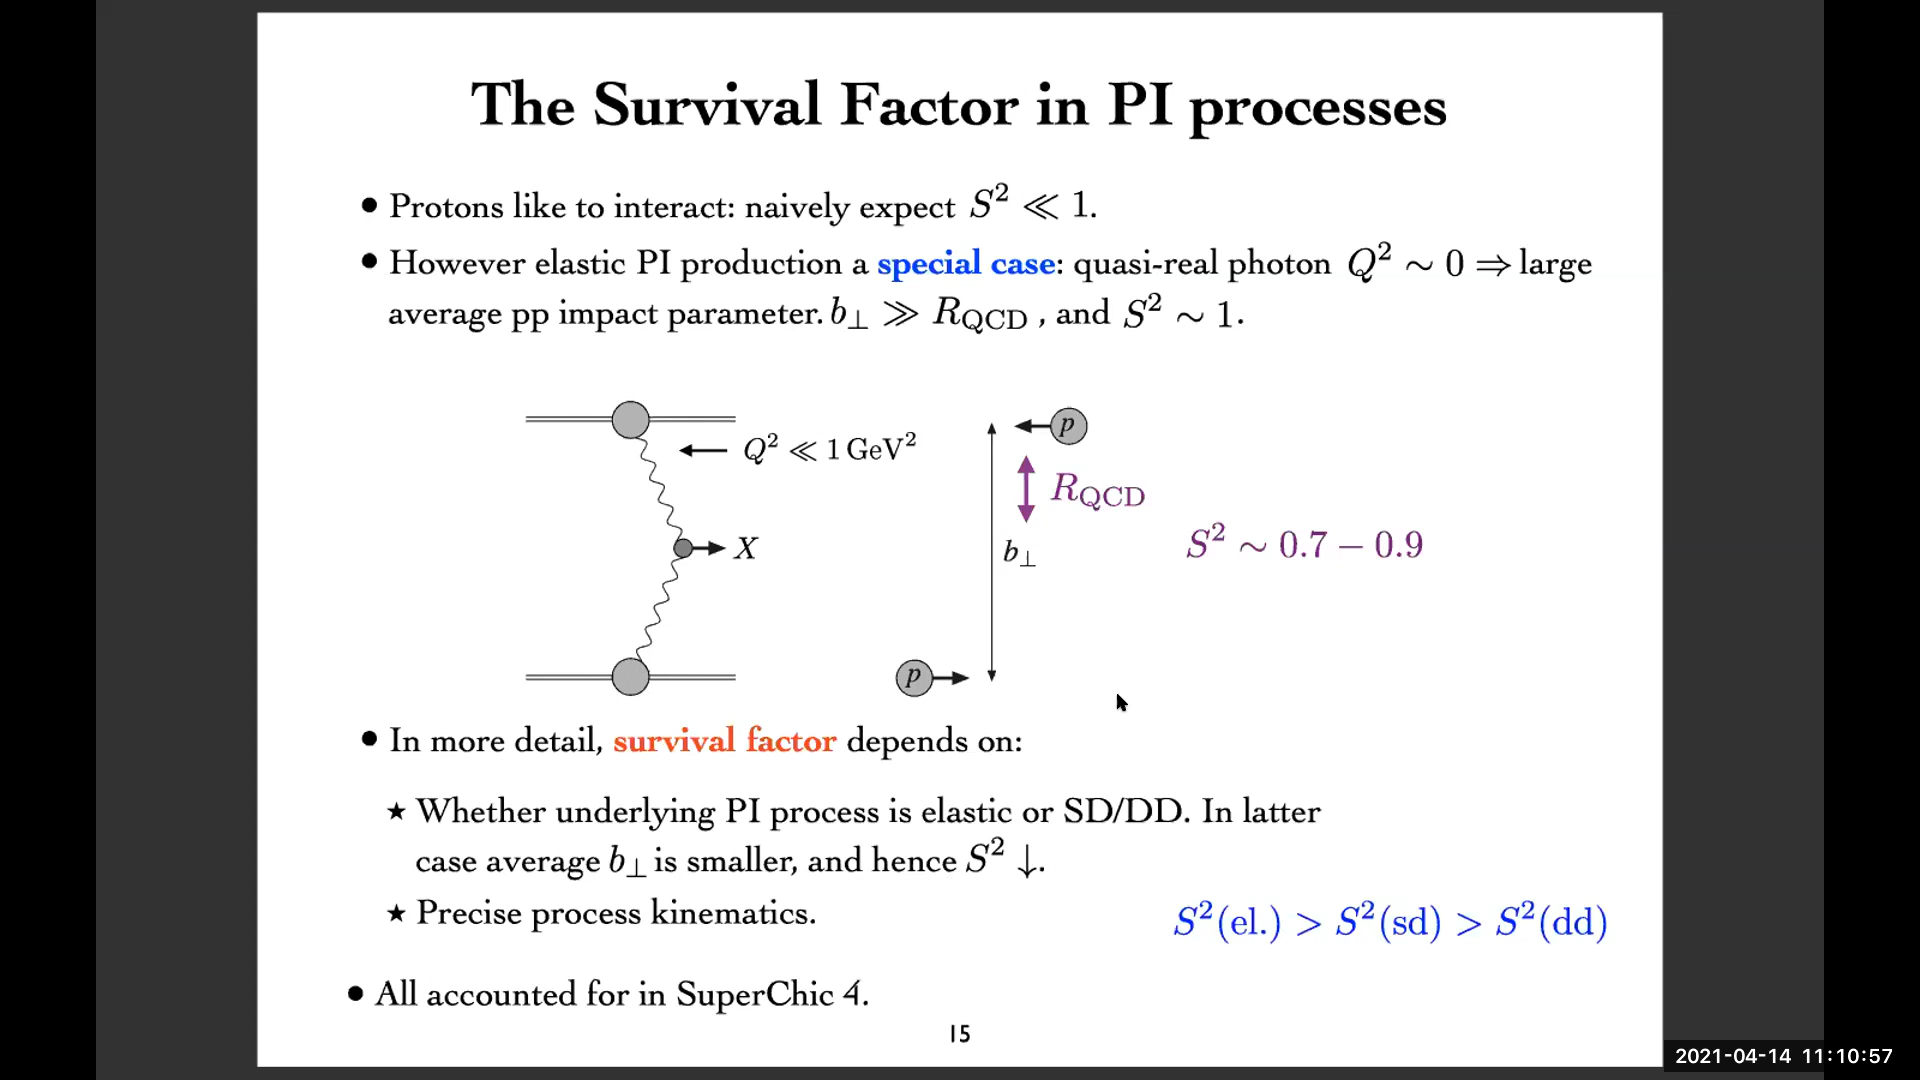 The Survival Factor in PI processes
• Protons like to interact: naively expect S² ≪ 1.
• However elastic PI production a special case: quasi-real photon Q² ∼ 0 ⇒ large
average pp impact parameter. b⊥ ≫ R_QCD , and S² ∼ 1.
p
← Q² ≪ 1 GeV²
R_QCD
X
b⊥
S² ∼ 0.7 − 0.9
p
• In more detail, survival factor depends on:
★ Whether underlying PI process is elastic or SD/DD. In latter
case average b⊥ is smaller, and hence S² ↓.
★ Precise process kinematics.
S²(el.) > S²(sd) > S²(dd)
• All accounted for in SuperChic 4.
15
2021-04-14 11:10:57